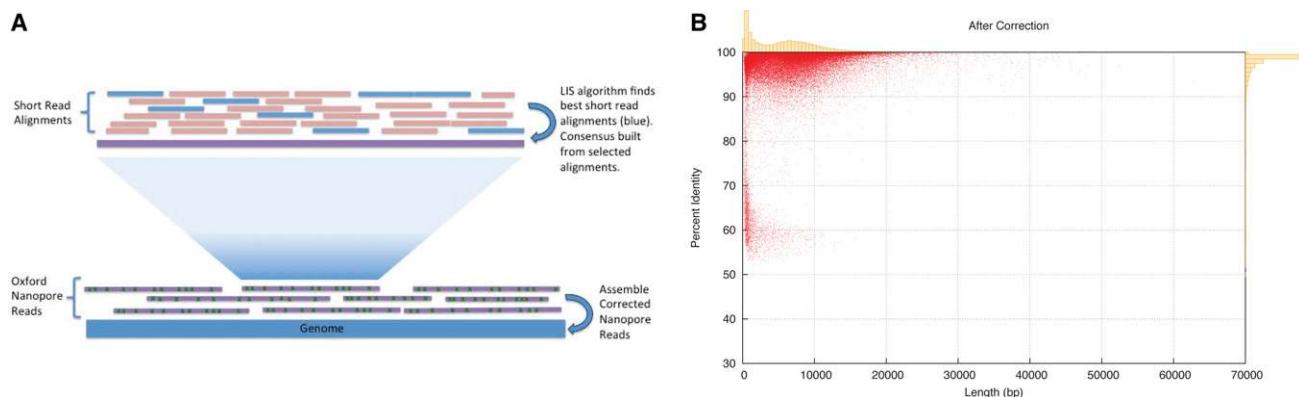 A
Short Read
Alignments
LIS algorithm finds
best short read
alignments (blue).
Consensus built
from selected
alignments.
Oxford
Nanopore
Reads
Genome
Assemble
Corrected
Nanopore
Reads
B
After Correction
100
90
80
70
60
50
40
30
Percent Identity
0 10000 20000 30000 40000 50000 60000 70000
Length (bp)